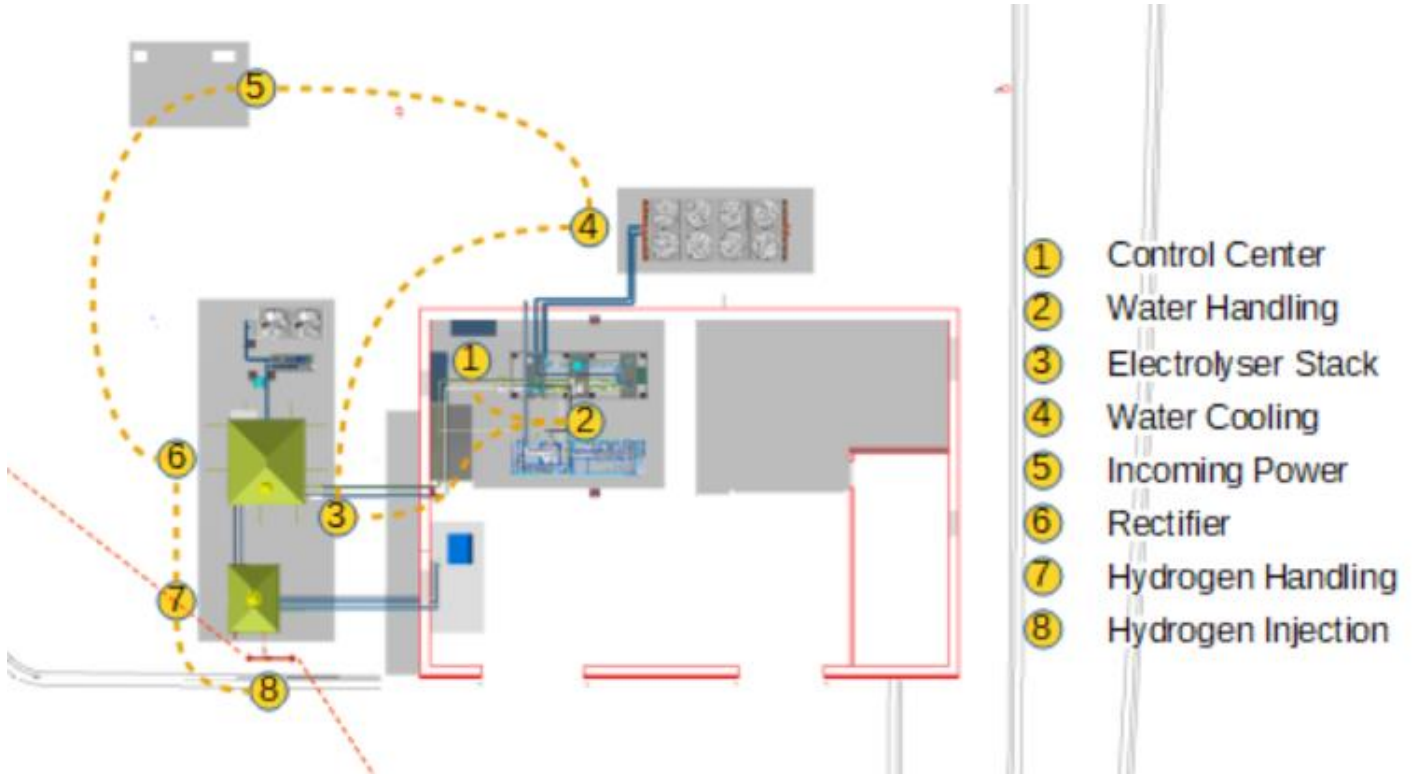 5
4
1
2
6
3
7
8
1 Control Center
2 Water Handling
3 Electrolyser Stack
4 Water Cooling
5 Incoming Power
6 Rectifier
7 Hydrogen Handling
8 Hydrogen Injection